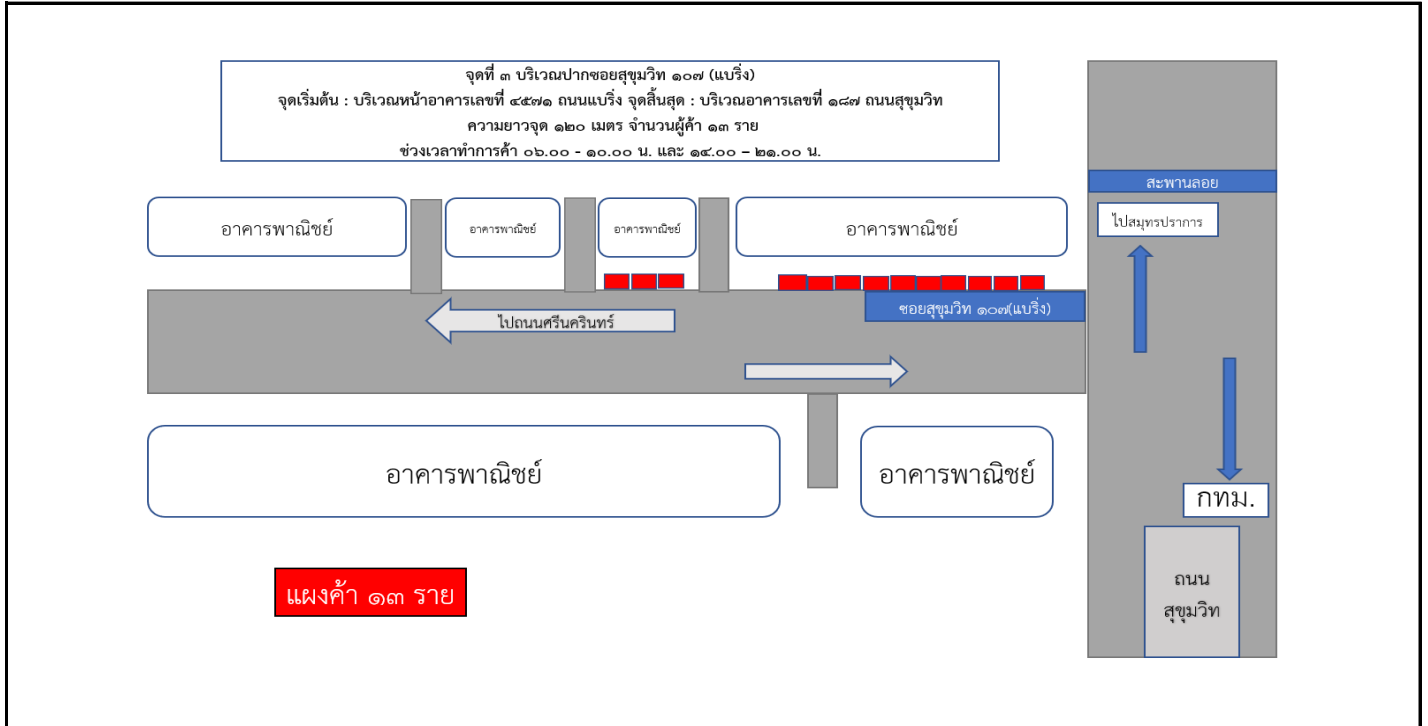 จุดที่ ๓ บริเวณปากซอยสุขุมวิท ๑๐๗ (แบริ่ง)
จุดเริ่มต้น : บริเวณหน้าอาคารเลขที่ ๔๕๗๑ ถนนแบริ่ง จุดสิ้นสุด : บริเวณอาคารเลขที่ ๑๘๗ ถนนสุขุมวิท
ความยาวจุด ๑๒๐ เมตร จำนวนผู้ค้า ๑๓ ราย
ช่วงเวลาทำการค้า ๐๖.๐๐ - ๑๐.๐๐ น. และ ๑๔.๐๐ – ๒๑.๐๐ น.
สะพานลอย
ไปสมุทรปราการ
อาคารพาณิชย์
อาคารพาณิชย์
อาคารพาณิชย์
อาคารพาณิชย์
ซอยสุขุมวิท ๑๐๗(แบริ่ง)
ไปถนนศรีนครินทร์
อาคารพาณิชย์
อาคารพาณิชย์
กทม.
ถนน
สุขุมวิท
แผงค้า ๑๓ ราย